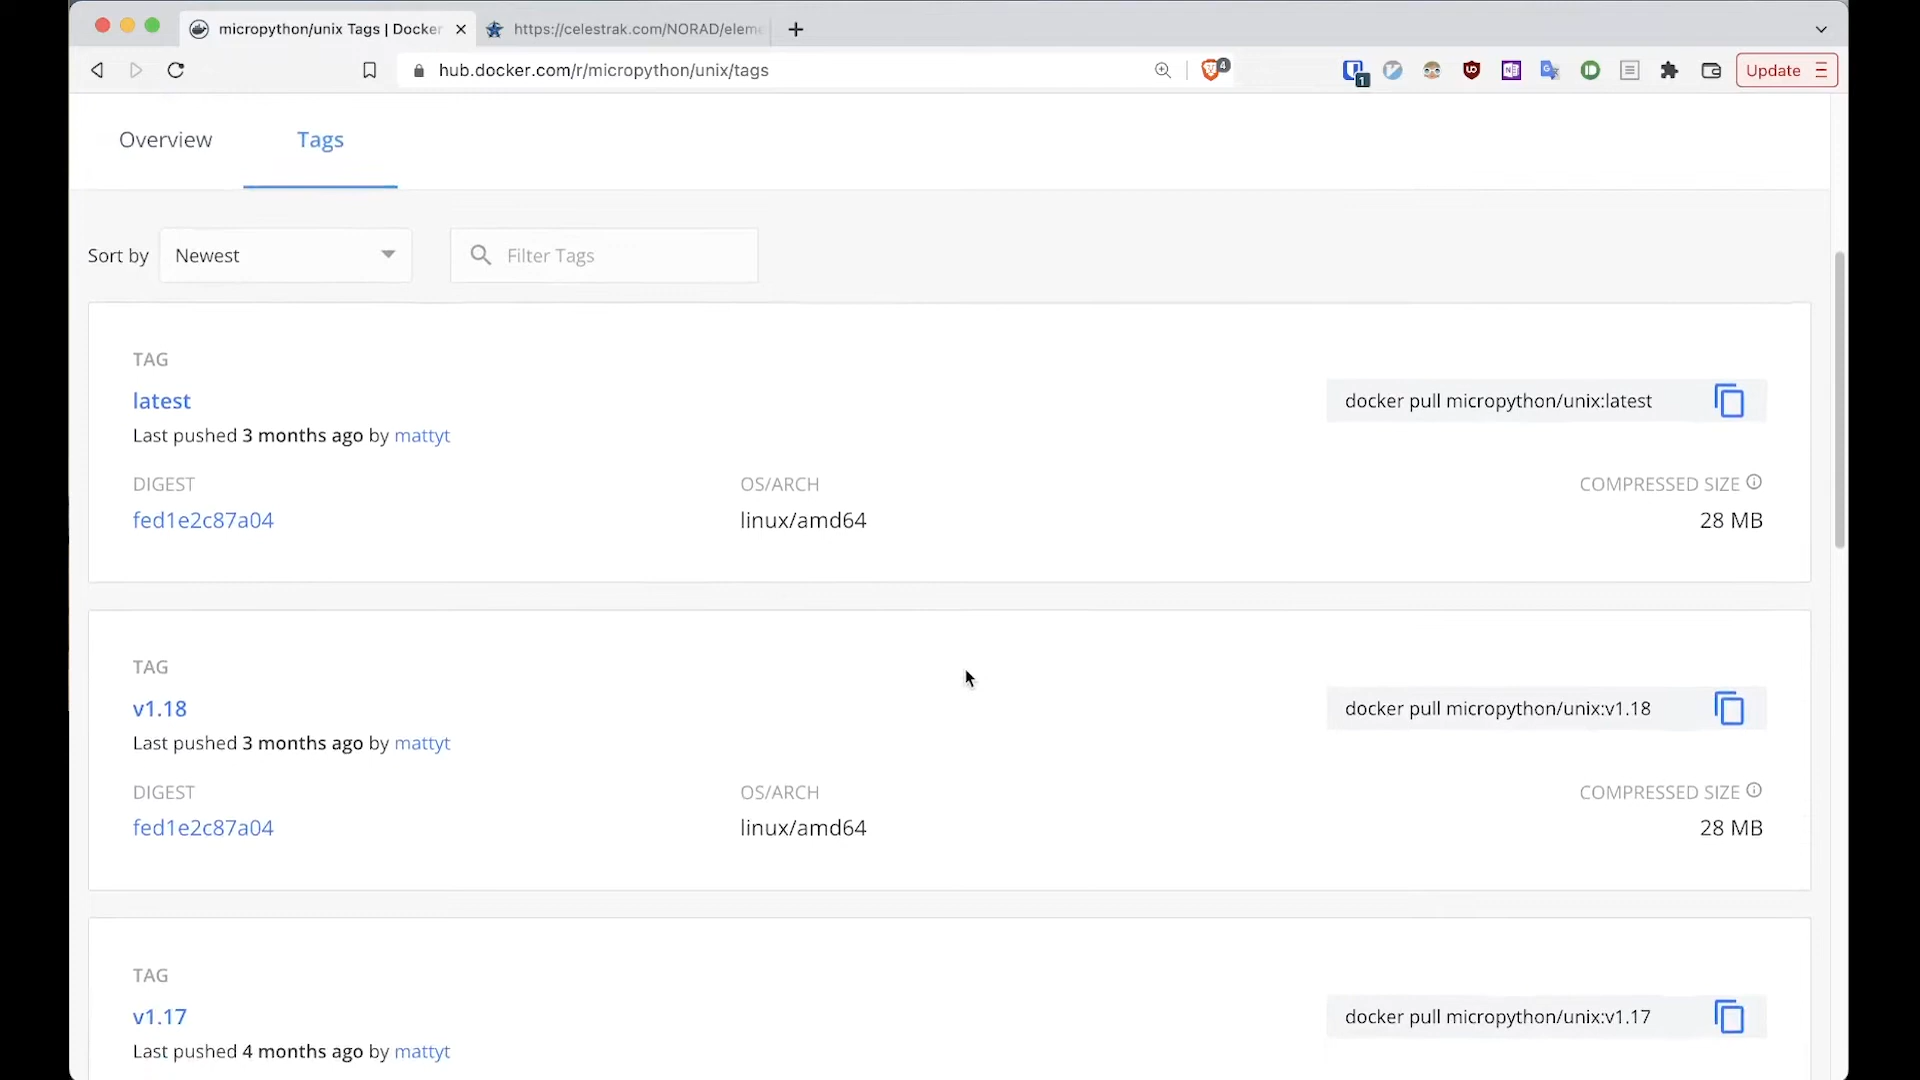 micropython/unix Tags | Docker
https://celestrak.com/NORAD/eleme
hub.docker.com/r/micropython/unix/tags
4
1
Update
Overview
Tags
Sort by
Newest
Filter Tags
TAG
latest
docker pull micropython/unix:latest
Last pushed 3 months ago by mattyt
DIGEST
OS/ARCH
COMPRESSED SIZE
fed1e2c87a04
linux/amd64
28 MB
TAG
v1.18
docker pull micropython/unix:v1.18
Last pushed 3 months ago by mattyt
DIGEST
OS/ARCH
COMPRESSED SIZE
fed1e2c87a04
linux/amd64
28 MB
TAG
v1.17
docker pull micropython/unix:v1.17
Last pushed 4 months ago by mattyt